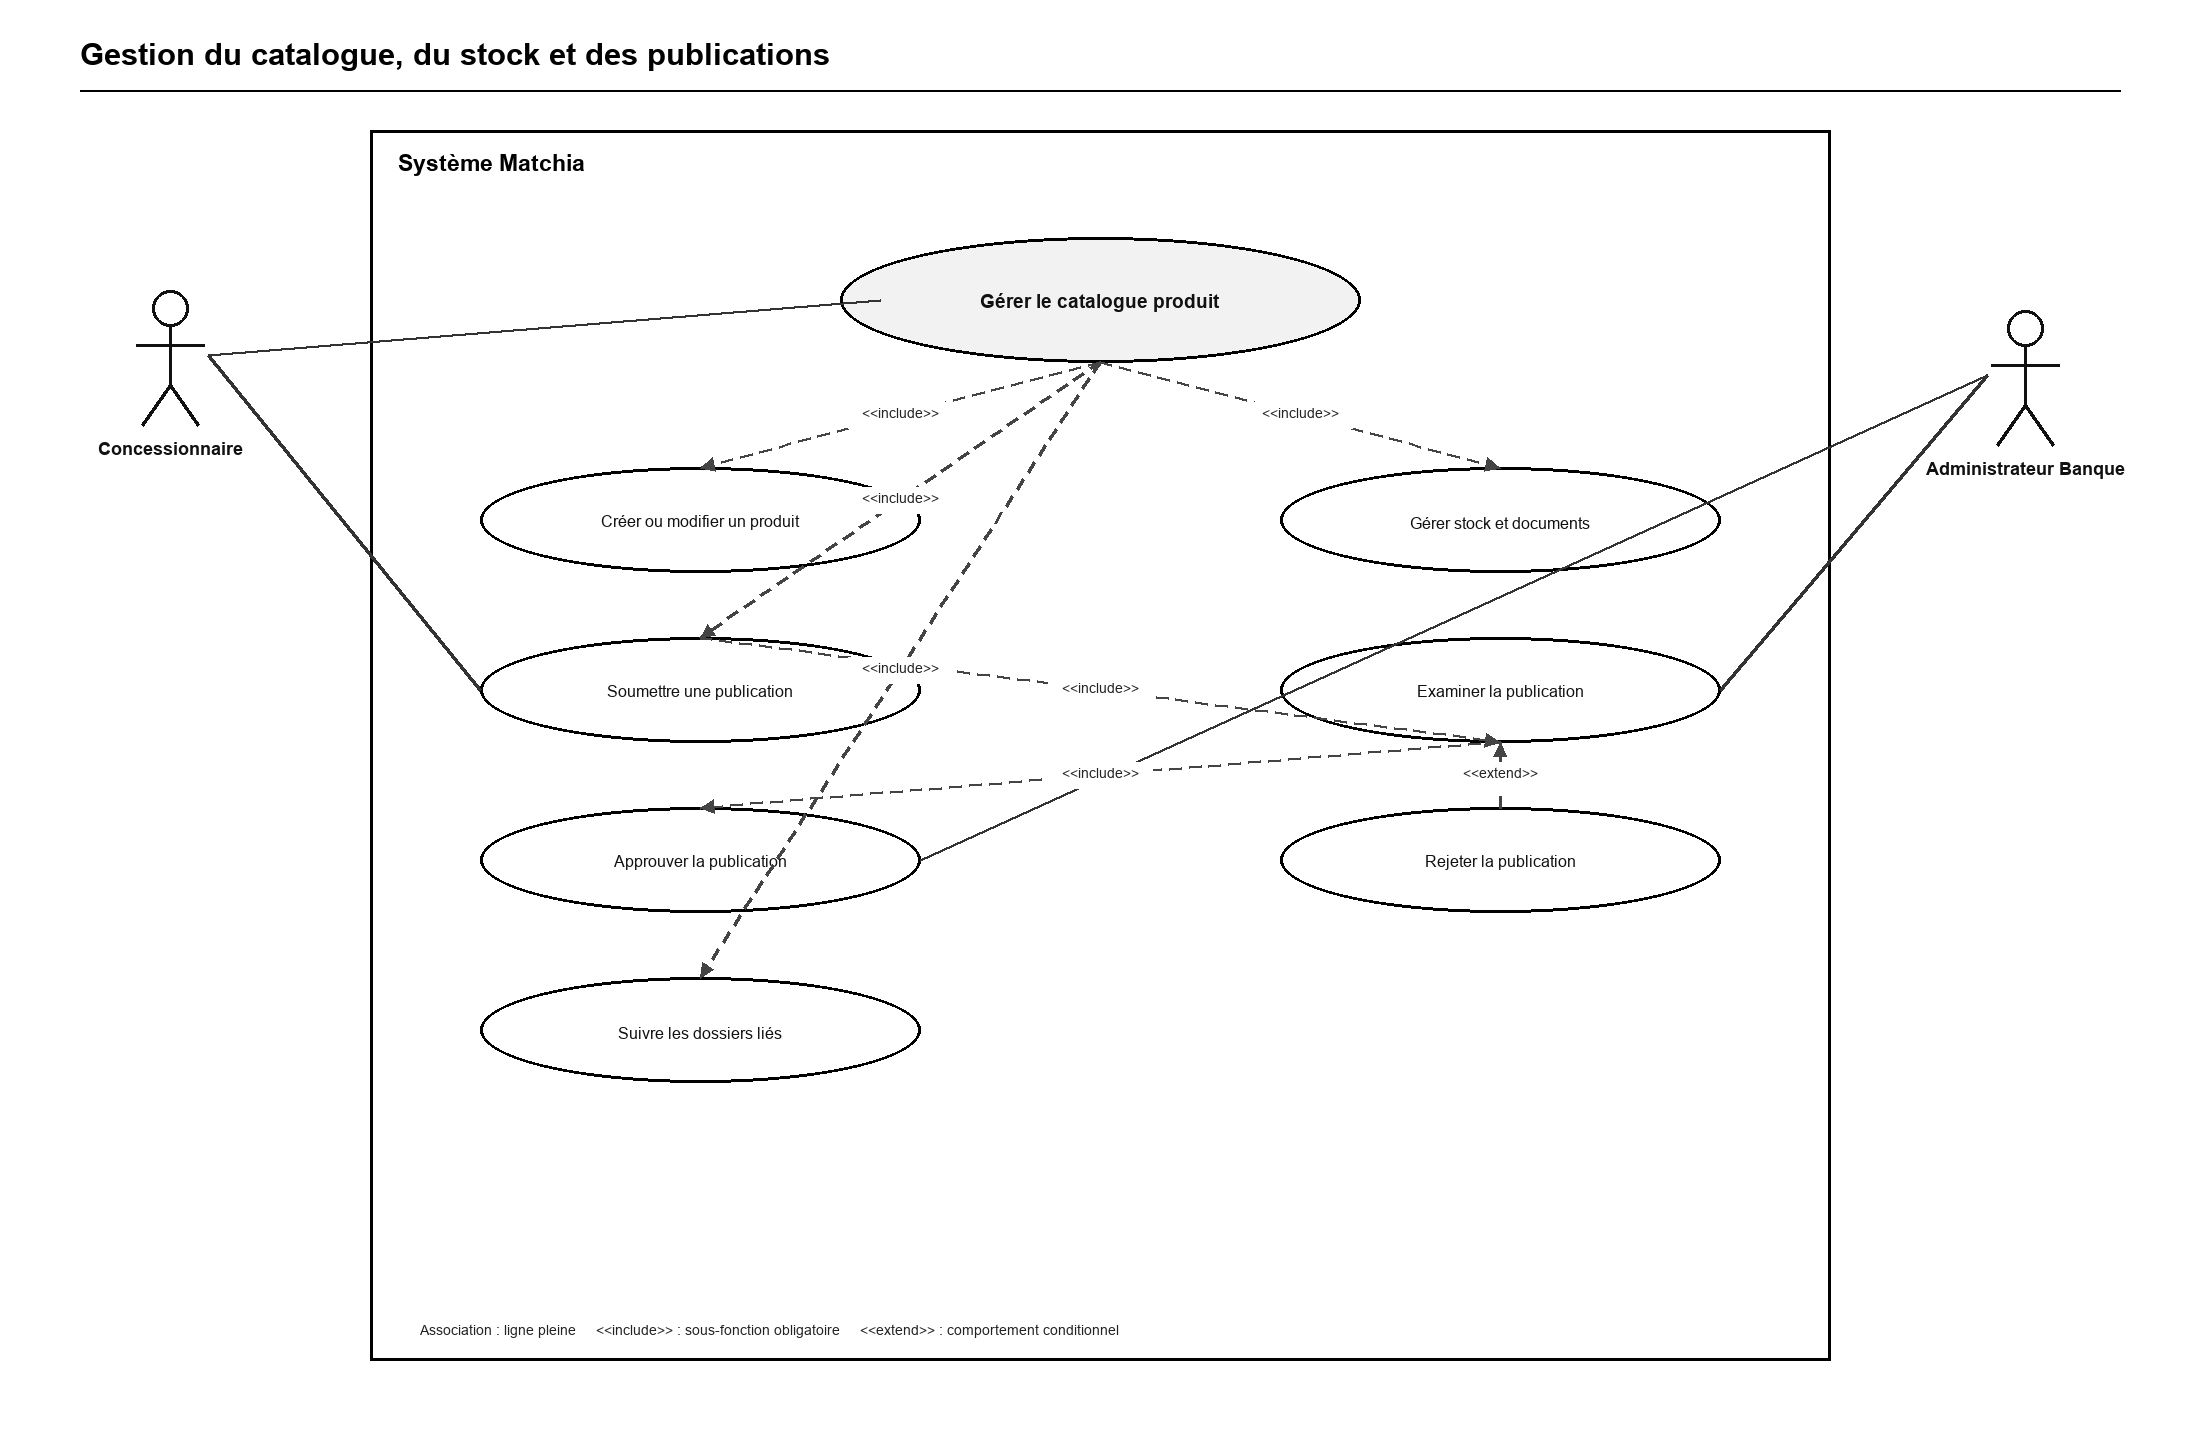 Gestion du catalogue, du stock et des publications
Système Matchia
Gérer le catalogue produit
Concessionnaire
Administrateur Banque
<<include>>
<<include>>
<<include>>
Créer ou modifier un produit
Gérer stock et documents
<<include>>
<<include>>
Soumettre une publication
Examiner la publication
<<include>>
<<extend>>
Approuver la publication
Rejeter la publication
Suivre les dossiers liés
Association : ligne pleine <<include>> : sous-fonction obligatoire <<extend>> : comportement conditionnel